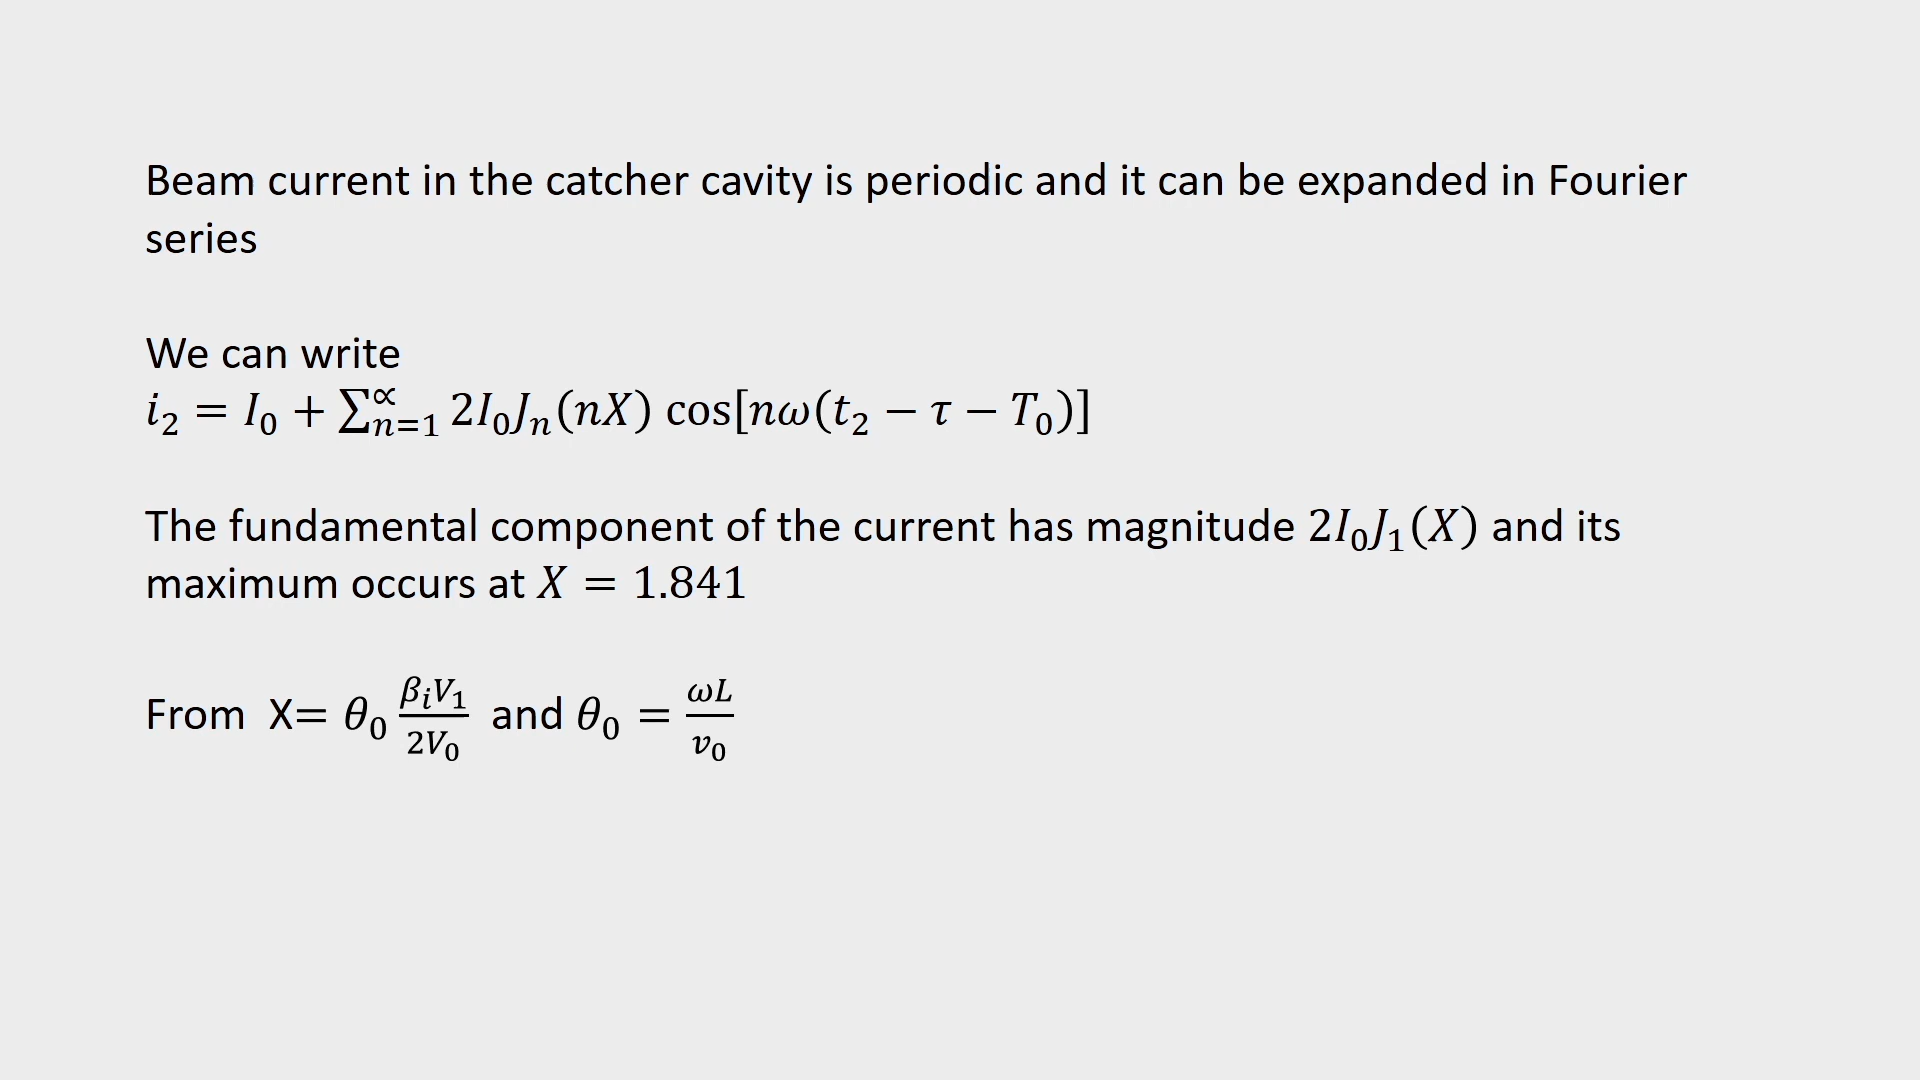 Beam current in the catcher cavity is periodic and it can be expanded in Fourier
series
We can write
𝑖₂ = 𝐼₀ + ∑ₙ₌₁^∝ 2𝐼₀𝐽ₙ(𝑛𝑋) cos[𝑛𝜔(𝑡₂ − 𝜏 − 𝑇₀)]
The fundamental component of the current has magnitude 2𝐼₀𝐽₁(𝑋) and its
maximum occurs at 𝑋 = 1.841
From X= 𝜃₀ 𝛽ᵢ𝑉₁/2𝑉₀ and 𝜃₀ = 𝜔𝐿/𝑣₀